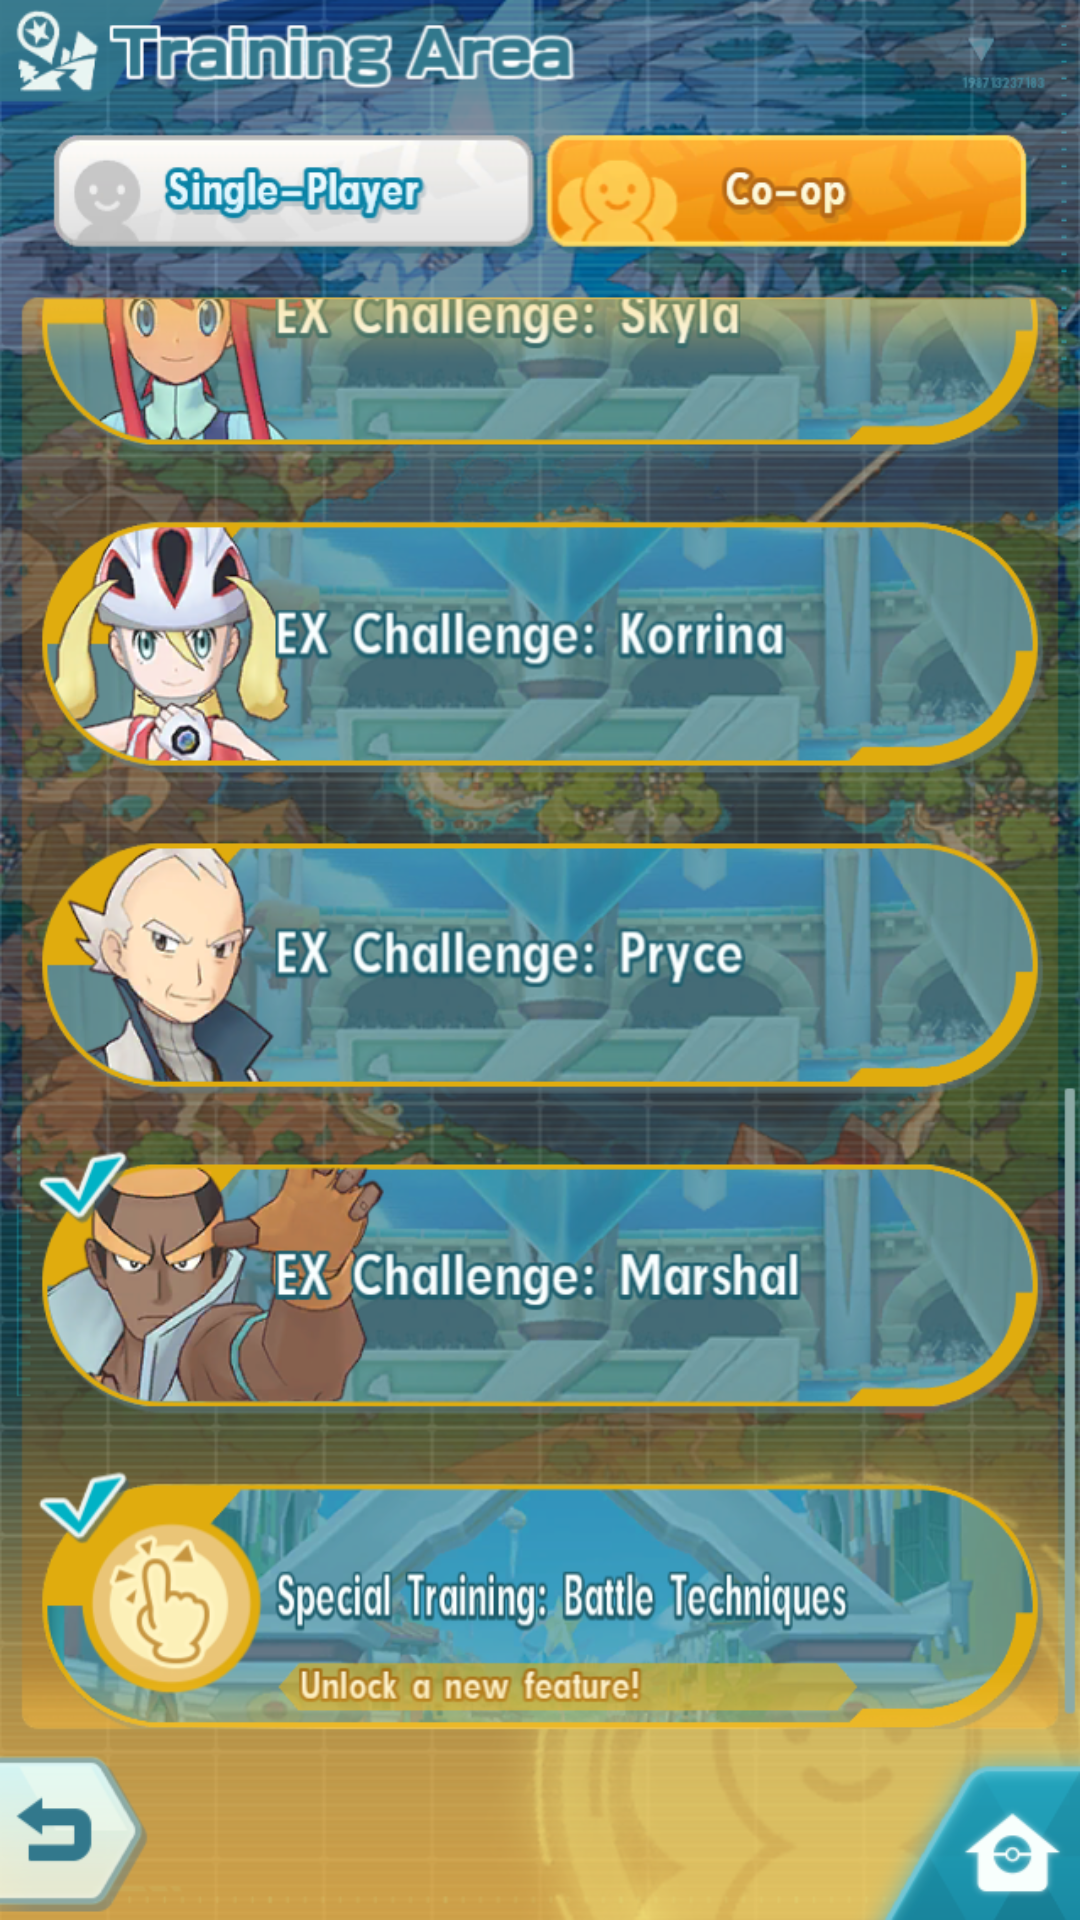 Training Area
198713237183
Single-Player
Co-op
EX Challenge: Skyla
EX Challenge: Korrina
EX Challenge: Pryce
EX Challenge: Marshal
Special Training: Battle Techniques
Unlock a new feature!